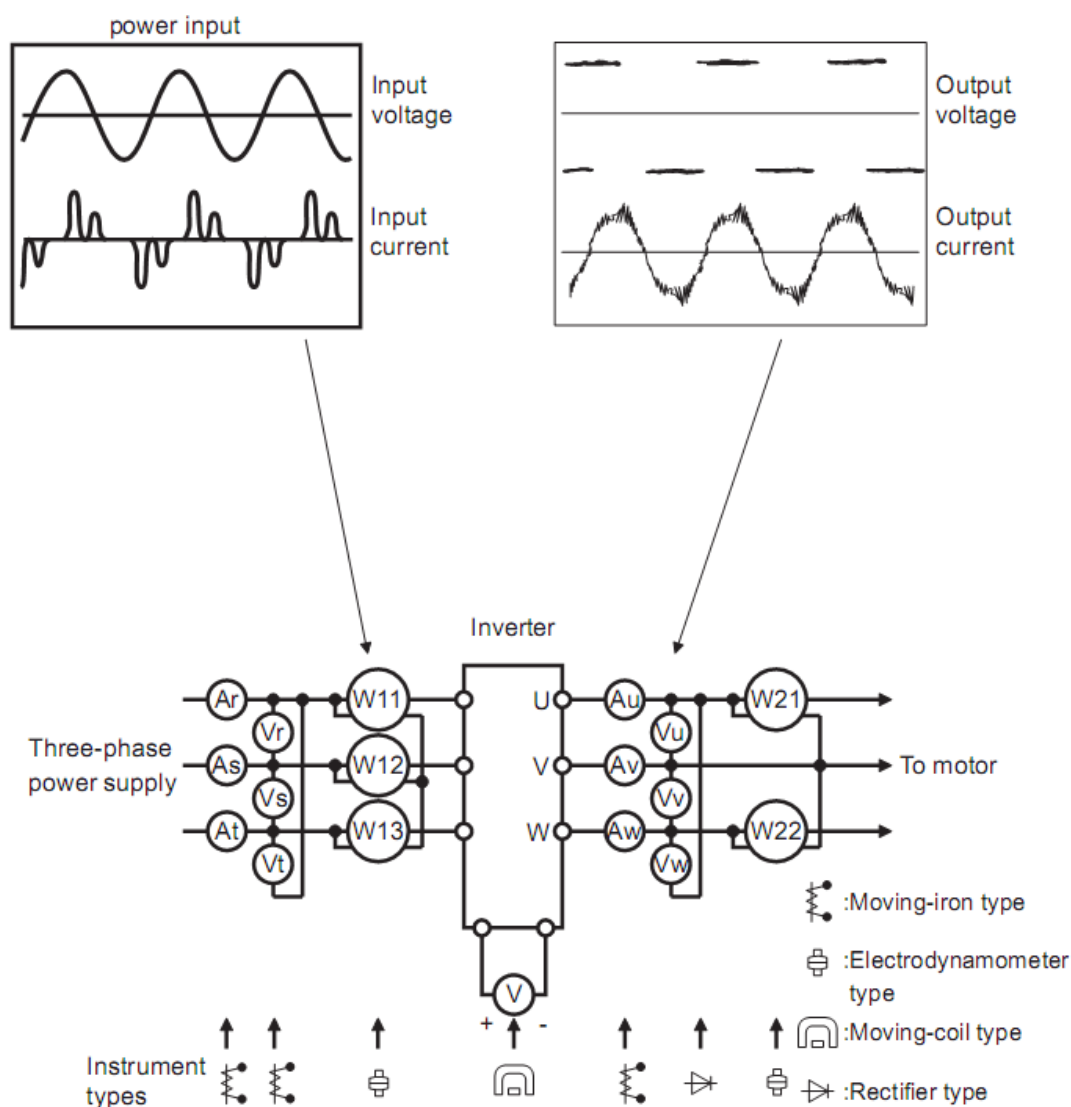 power input
Input
voltage
Input
current
Output
voltage
Output
current
Inverter
Three-phase
power supply
Ar
Vr
As
Vs
At
Vt
W11
W12
W13
U
V
W
Au
Vu
Av
Vv
Aw
Vw
W21
W22
To motor
V
+ -
Instrument
types
:Moving-iron type
:Electrodynamometer
type
:Moving-coil type
:Rectifier type